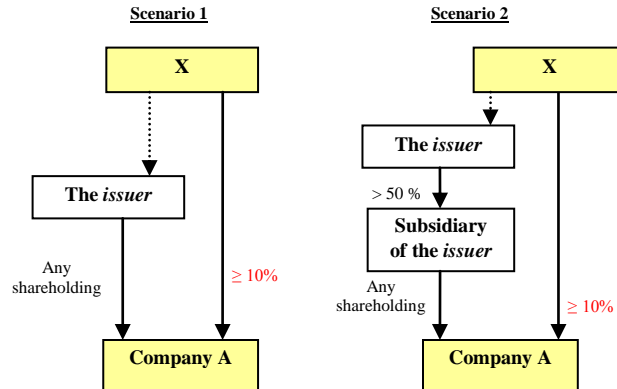 Scenario 1
X
The issuer
Any
shareholding
≥ 10%
Company A
Scenario 2
X
The issuer
> 50 %
Subsidiary
of the issuer
Any
shareholding
≥ 10%
Company A